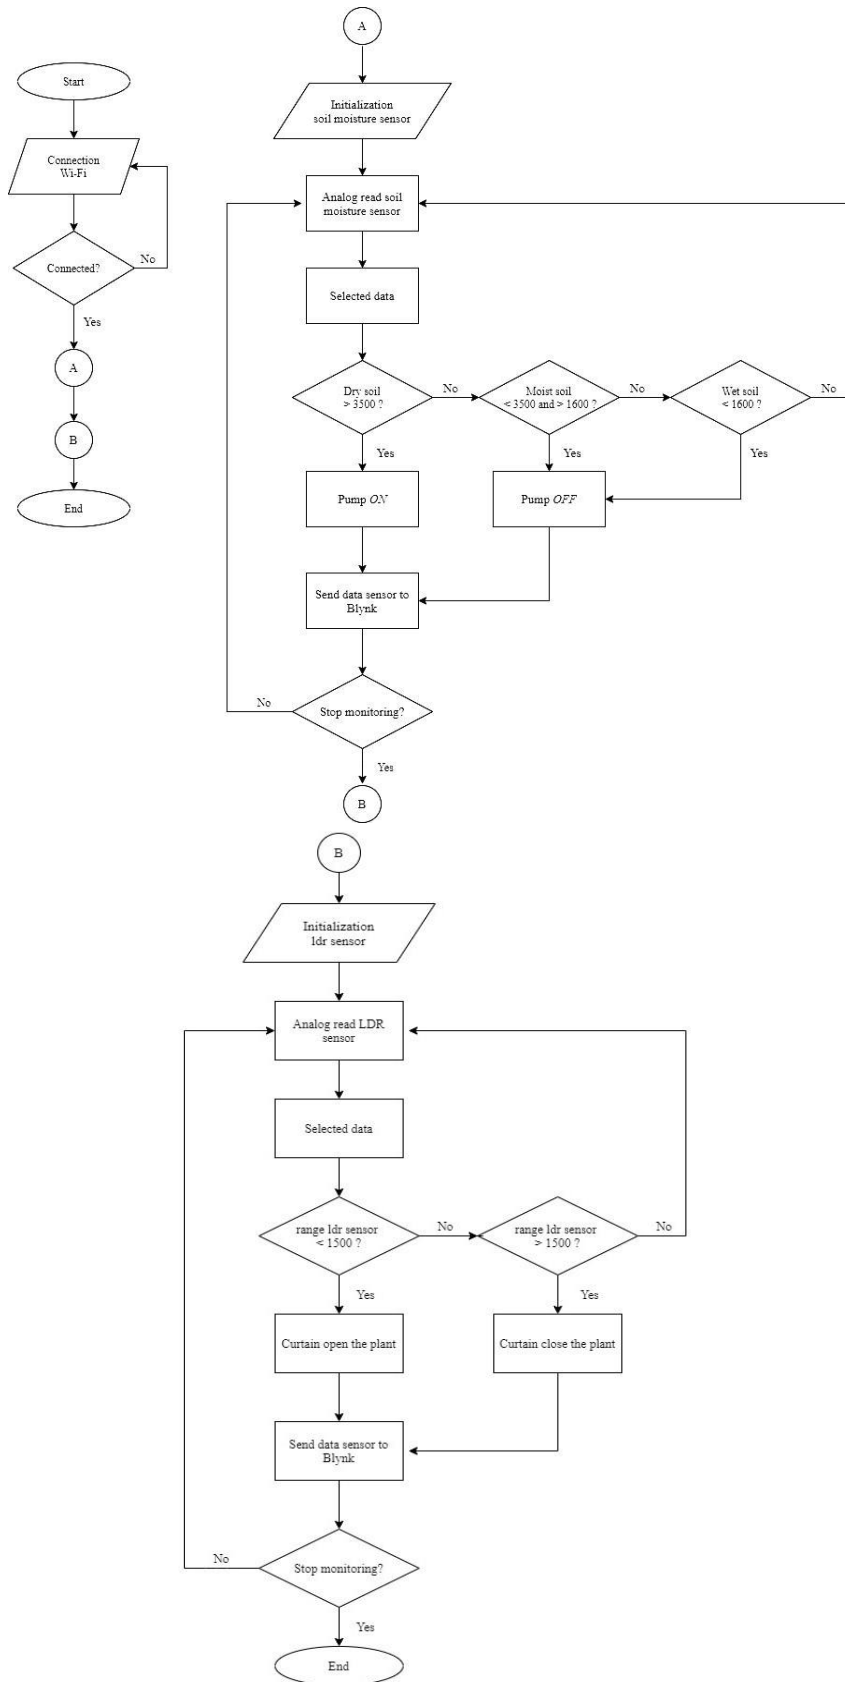 Start
Connection
Wi-Fi
Connected?
No
Yes
A
B
End
A
Initialization
soil moisture sensor
Analog read soil
moisture sensor
Selected data
Dry soil
> 3500 ?
No
Moist soil
< 3500 and > 1600 ?
No
Wet soil
< 1600 ?
No
Yes
Yes
Yes
Pump ON
Pump OFF
Send data sensor to
Blynk
Stop monitoring?
No
Yes
B
B
Initialization
ldr sensor
Analog read LDR
sensor
Selected data
range ldr sensor
< 1500 ?
No
range ldr sensor
> 1500 ?
No
Yes
Yes
Curtain open the plant
Curtain close the plant
Send data sensor to
Blynk
Stop monitoring?
No
Yes
End